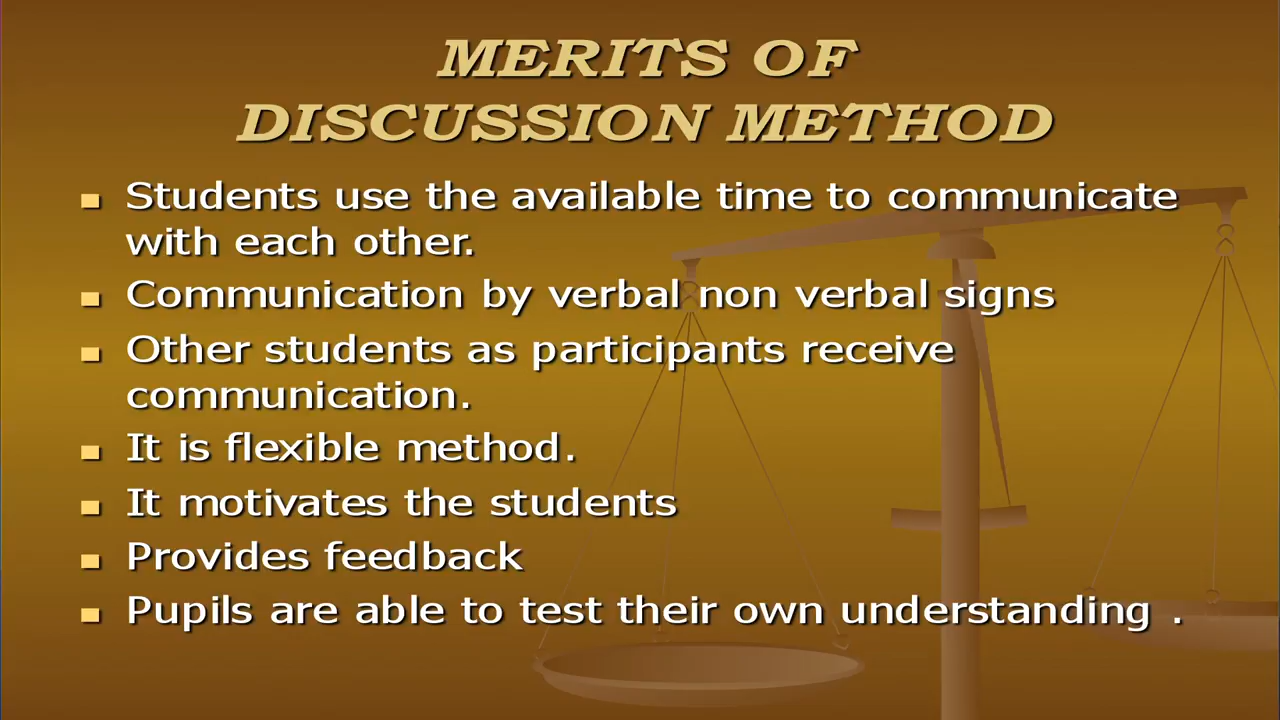 MERITS OF
DISCUSSION METHOD
Students use the available time to communicate
with each other.
Communication by verbal non verbal signs
Other students as participants receive
communication.
It is flexible method.
It motivates the students
Provides feedback
Pupils are able to test their own understanding .